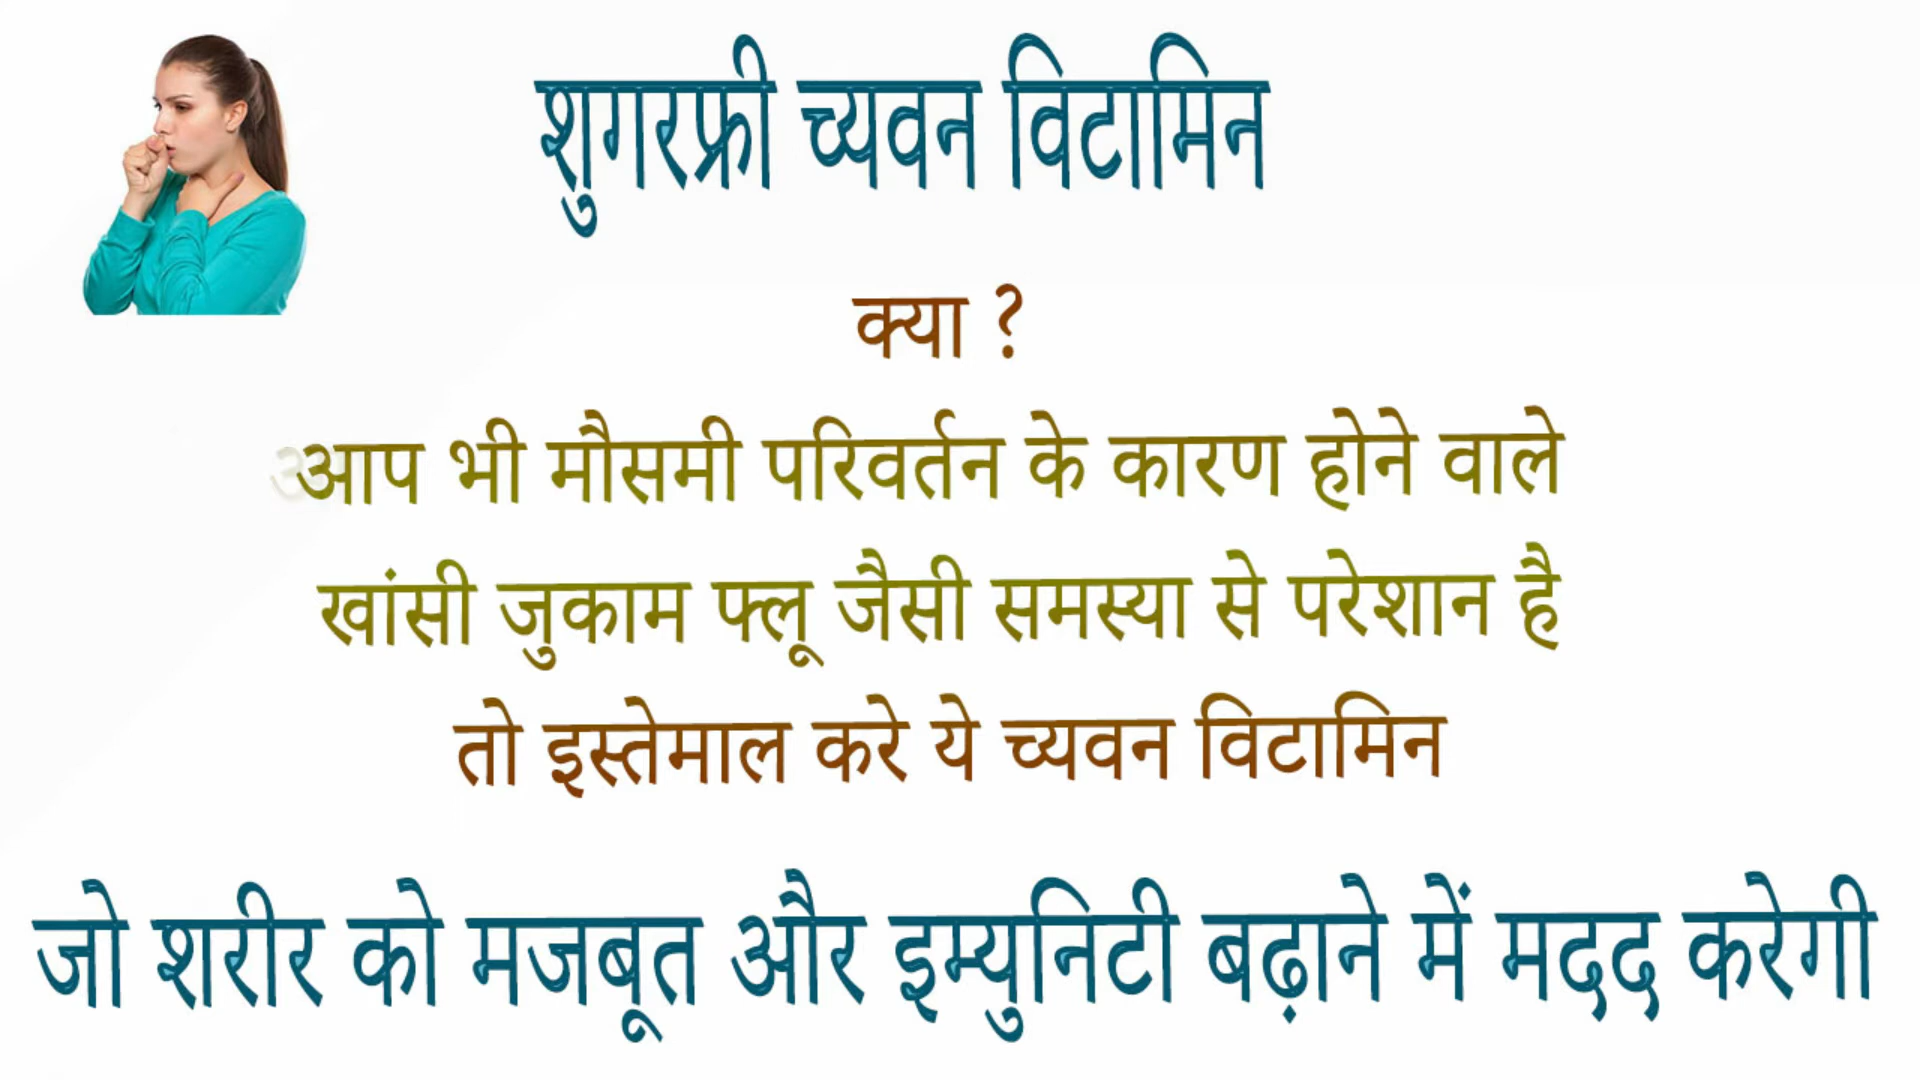 शुगरफ्री च्यवन विटामिन
क्या ?
आप भी मौसमी परिवर्तन के कारण होने वाले
खांसी जुकाम फ्लू जैसी समस्या से परेशान है
तो इस्तेमाल करे ये च्यवन विटामिन
जो शरीर को मजबूत और इम्युनिटी बढ़ाने में मदद करेगी